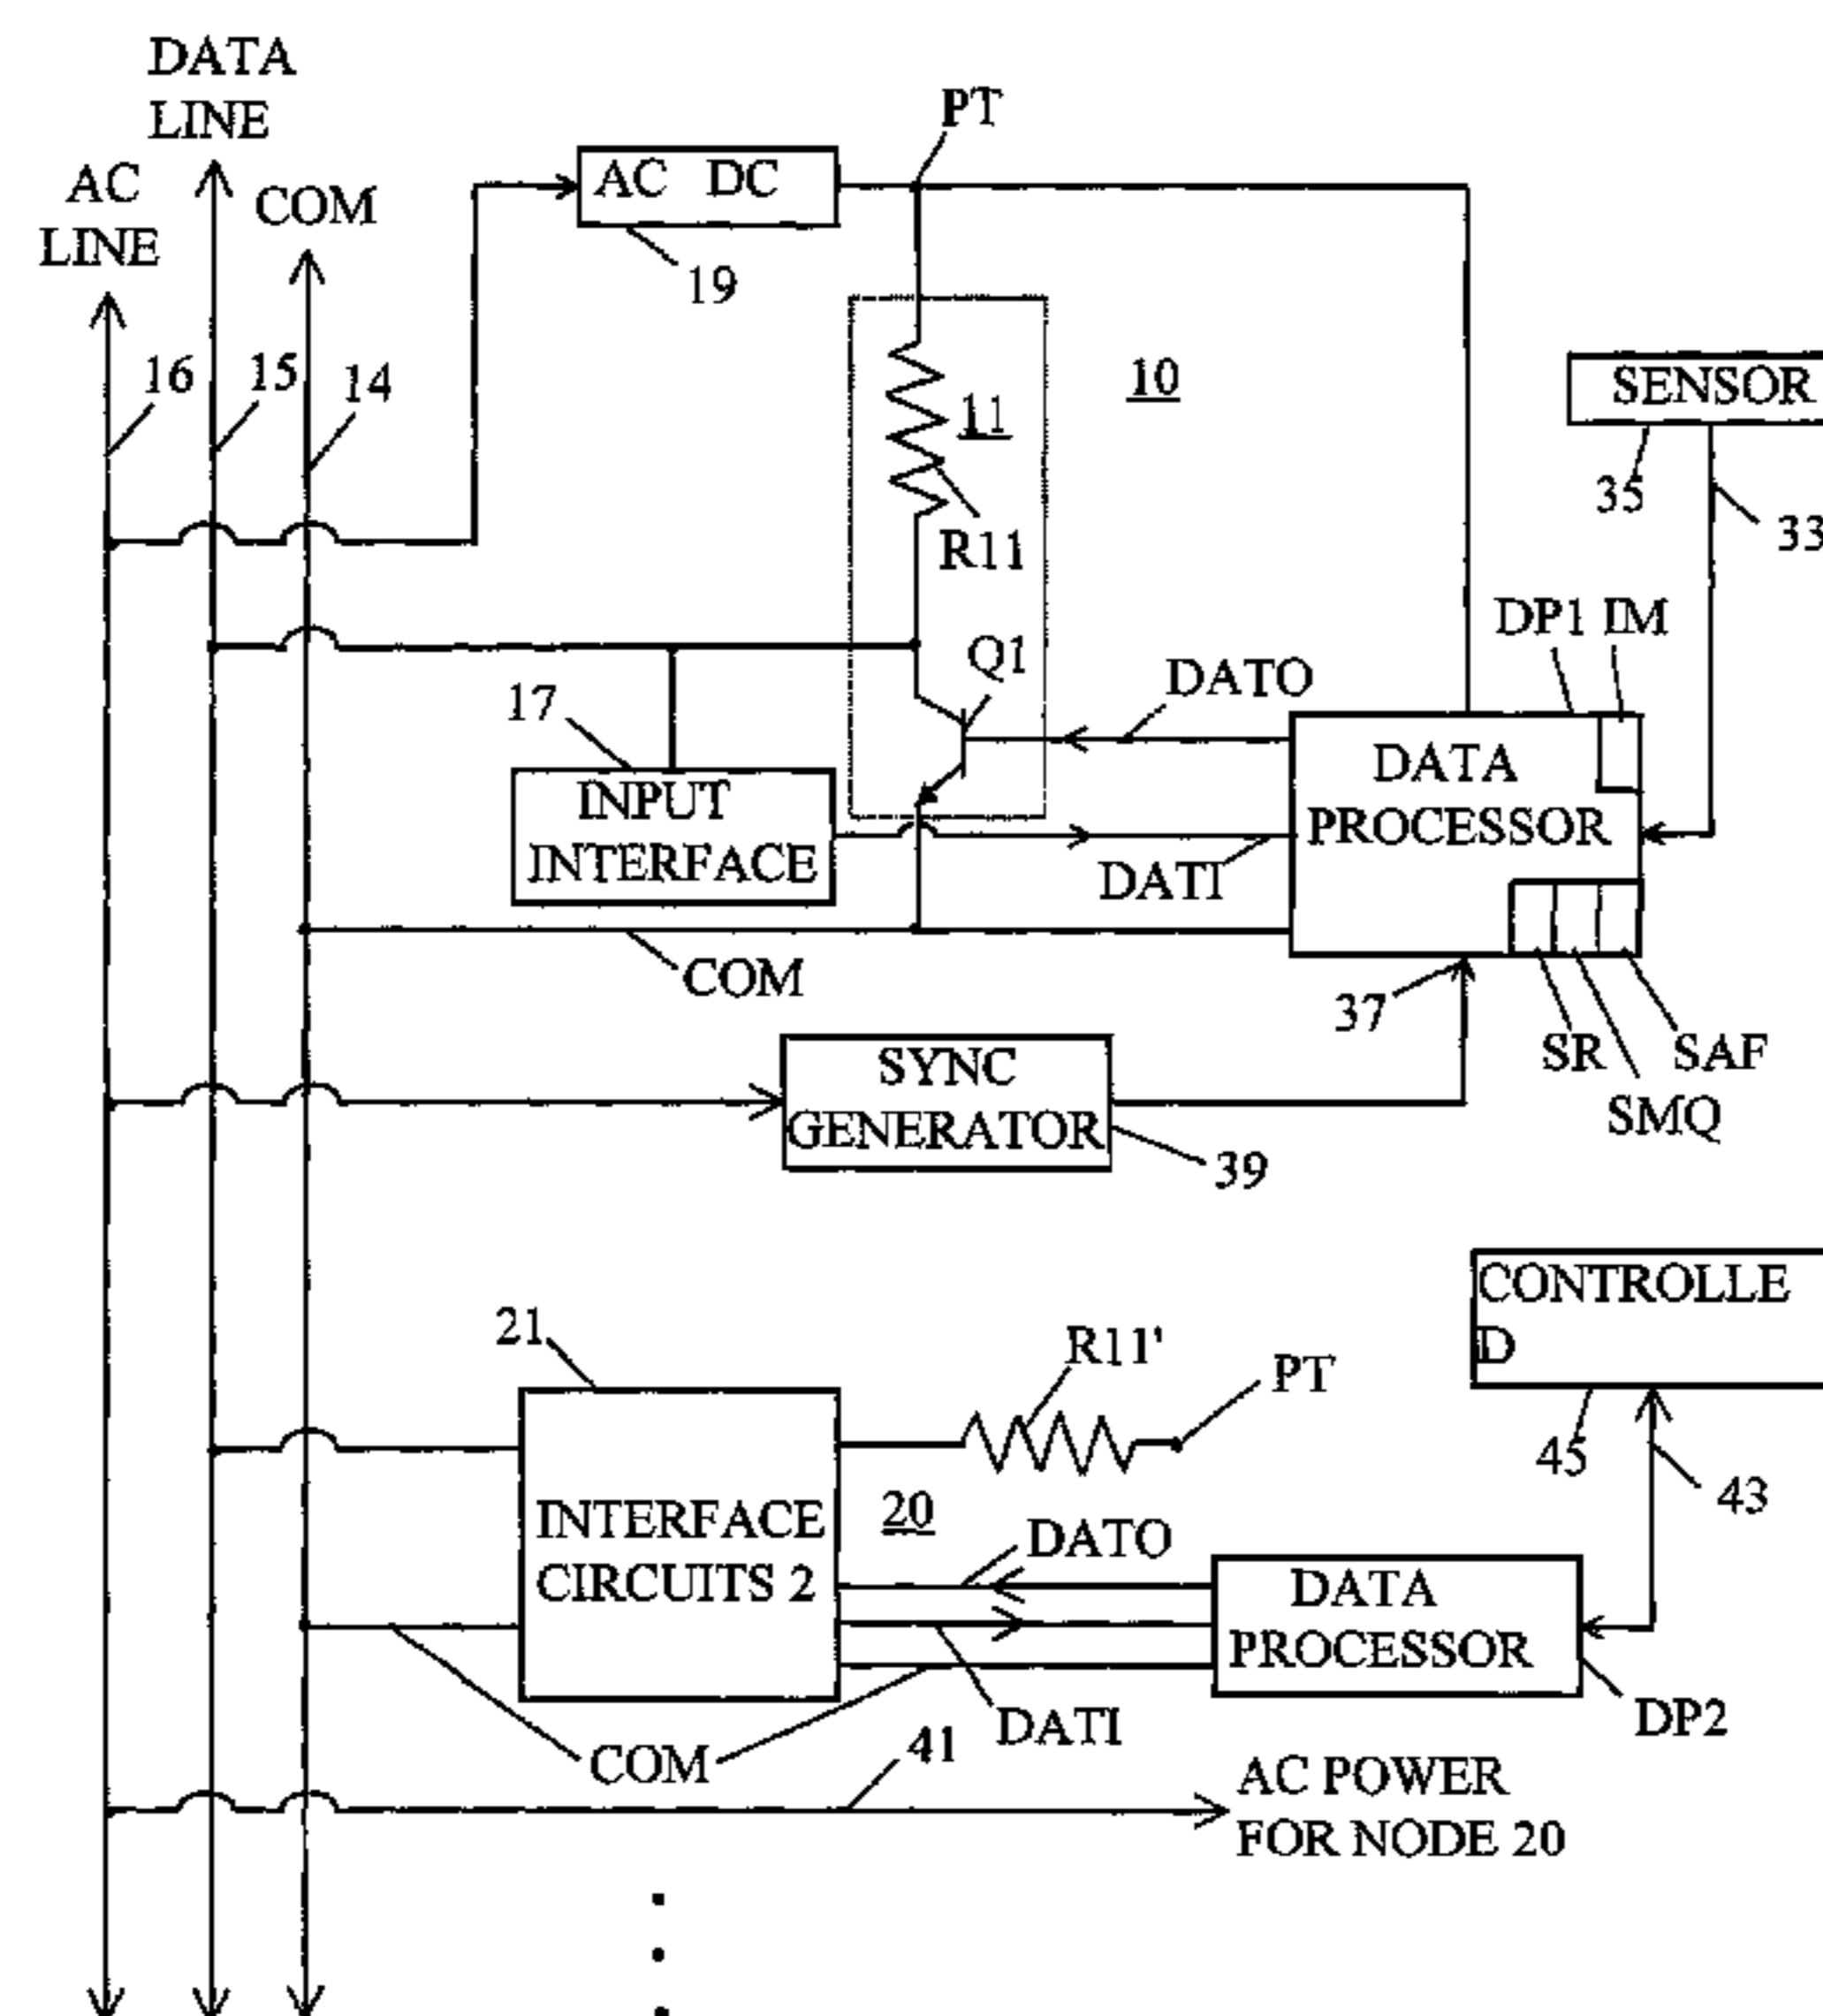 DATA
LINE
AC
LINE
COM
PT
AC DC
19
16
15
14
10
11
R11
SENSOR
35
33
DP1
IM
Q1
DATO
17
INPUT
INTERFACE
DATA
PROCESSOR
DATI
COM
37
SR
SAF
SMQ
SYNC
GENERATOR
39
CONTROLLE
D
21
R11'
PT
45
43
INTERFACE
CIRCUITS 2
20
DATO
DATA
PROCESSOR
DATI
DP2
COM
41
AC POWER
FOR NODE 20